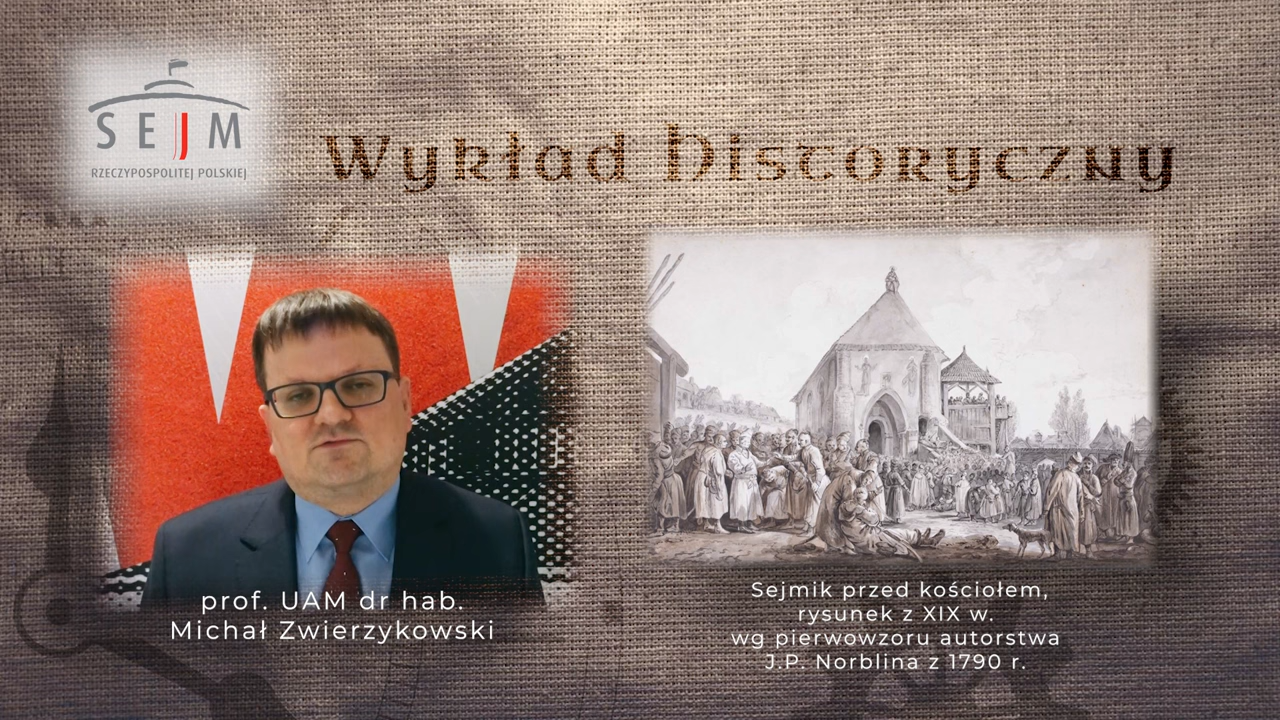 SEJM
RZECZYPOSPOLITEJ POLSKIEJ
Wykład Historyczny
prof. UAM dr hab.
Michał Zwierzykowski
Sejmik przed kościołem,
rysunek z XIX w.
wg pierwowzoru autorstwa
J.P. Norblina z 1790 r.